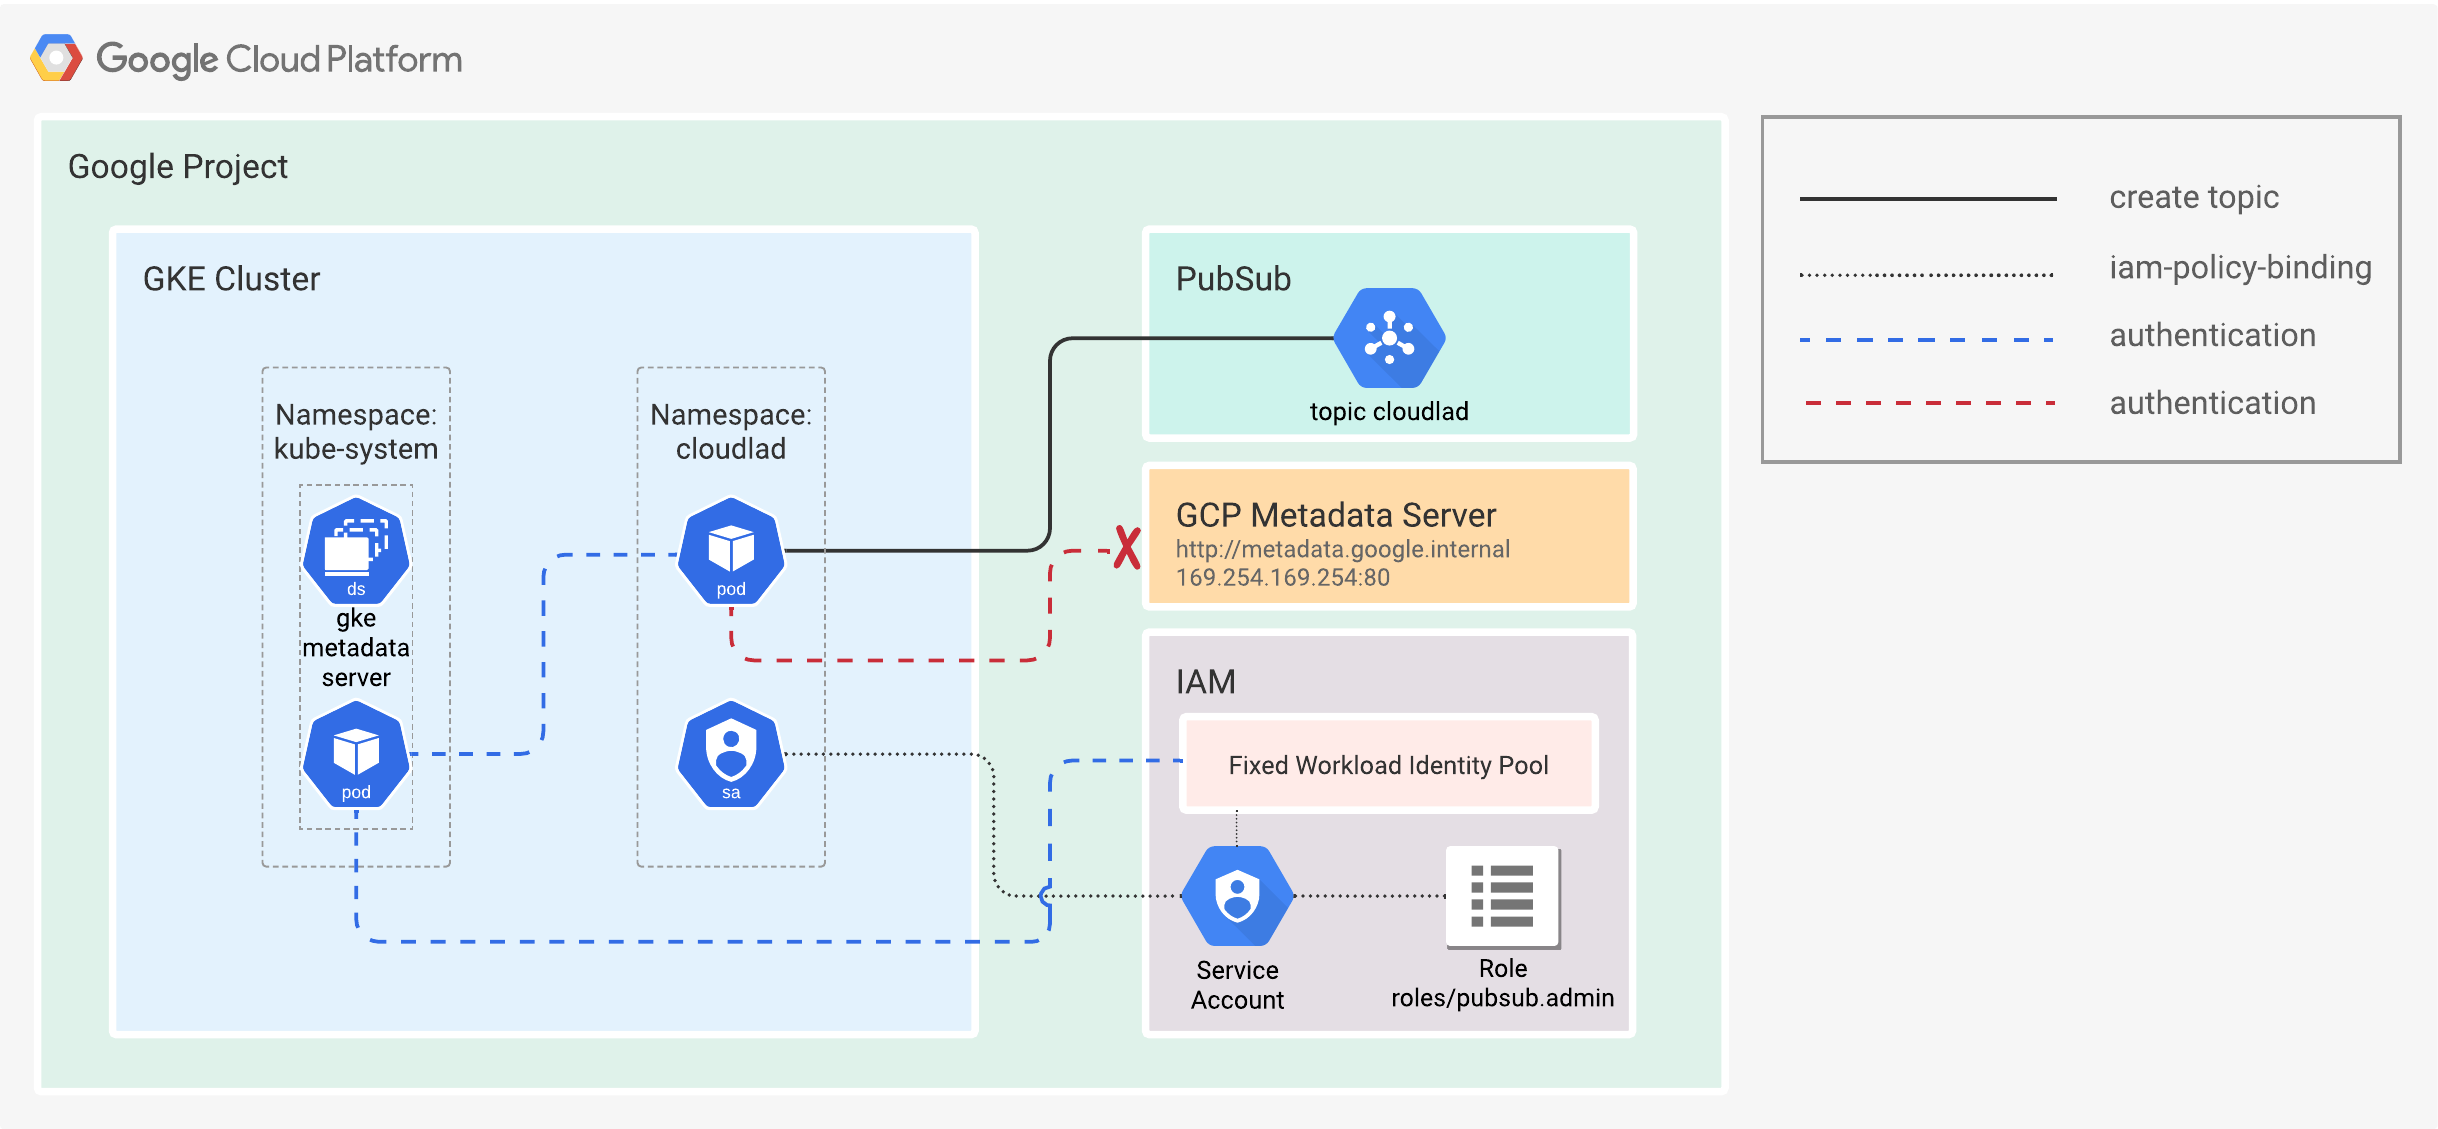 Google Cloud Platform
Google Project
GKE Cluster
Namespace:
kube-system
ds
gke
metadata
server
pod
Namespace:
cloudlad
pod
sa
PubSub
topic cloudlad
GCP Metadata Server
http://metadata.google.internal
169.254.169.254:80
IAM
Fixed Workload Identity Pool
Service
Account
Role
roles/pubsub.admin
create topic
iam-policy-binding
authentication
authentication